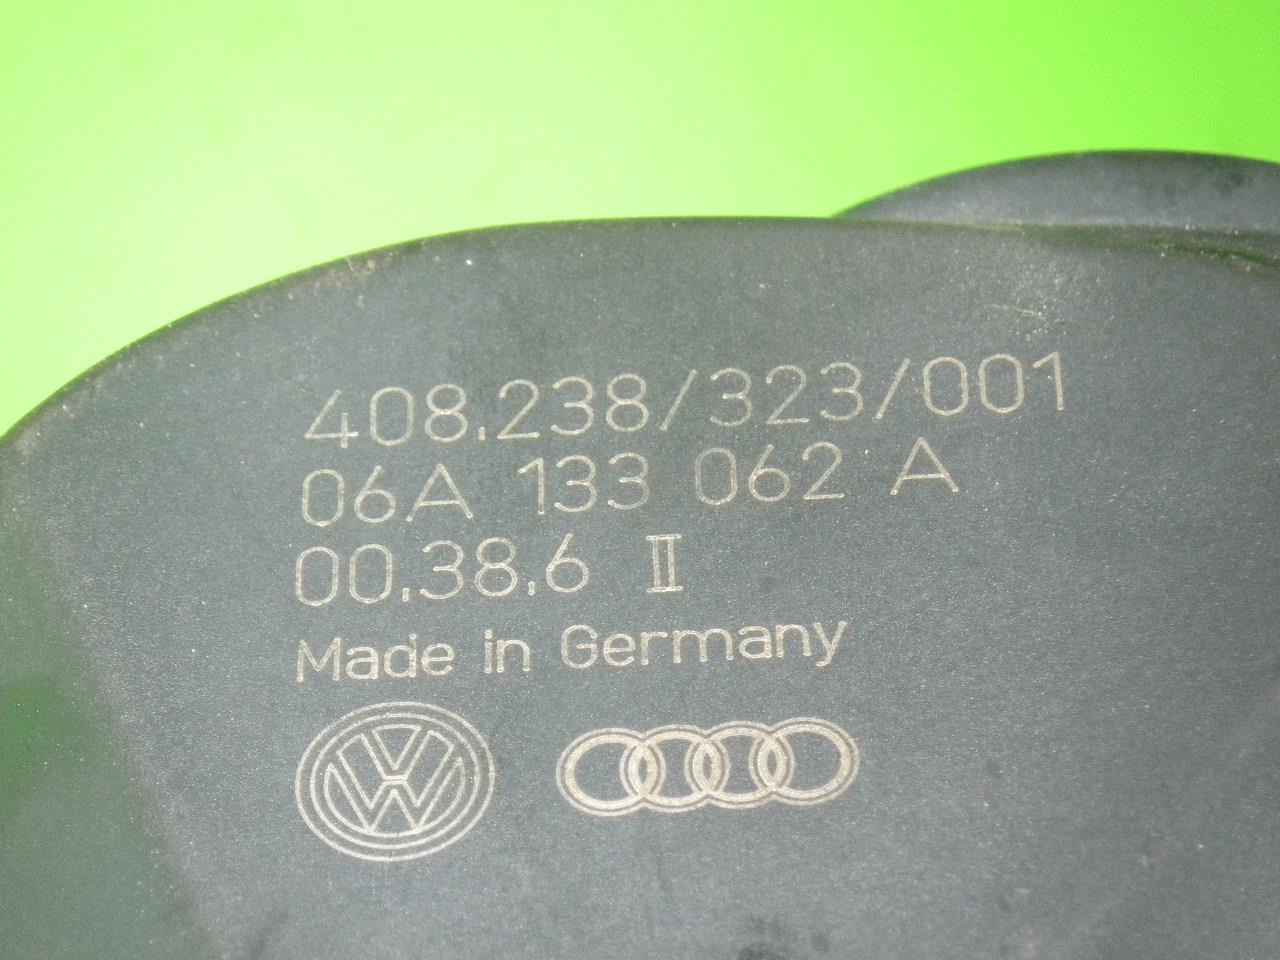 408.238/323/001
06A 133 062 A
00.38.6 II
Made in Germany